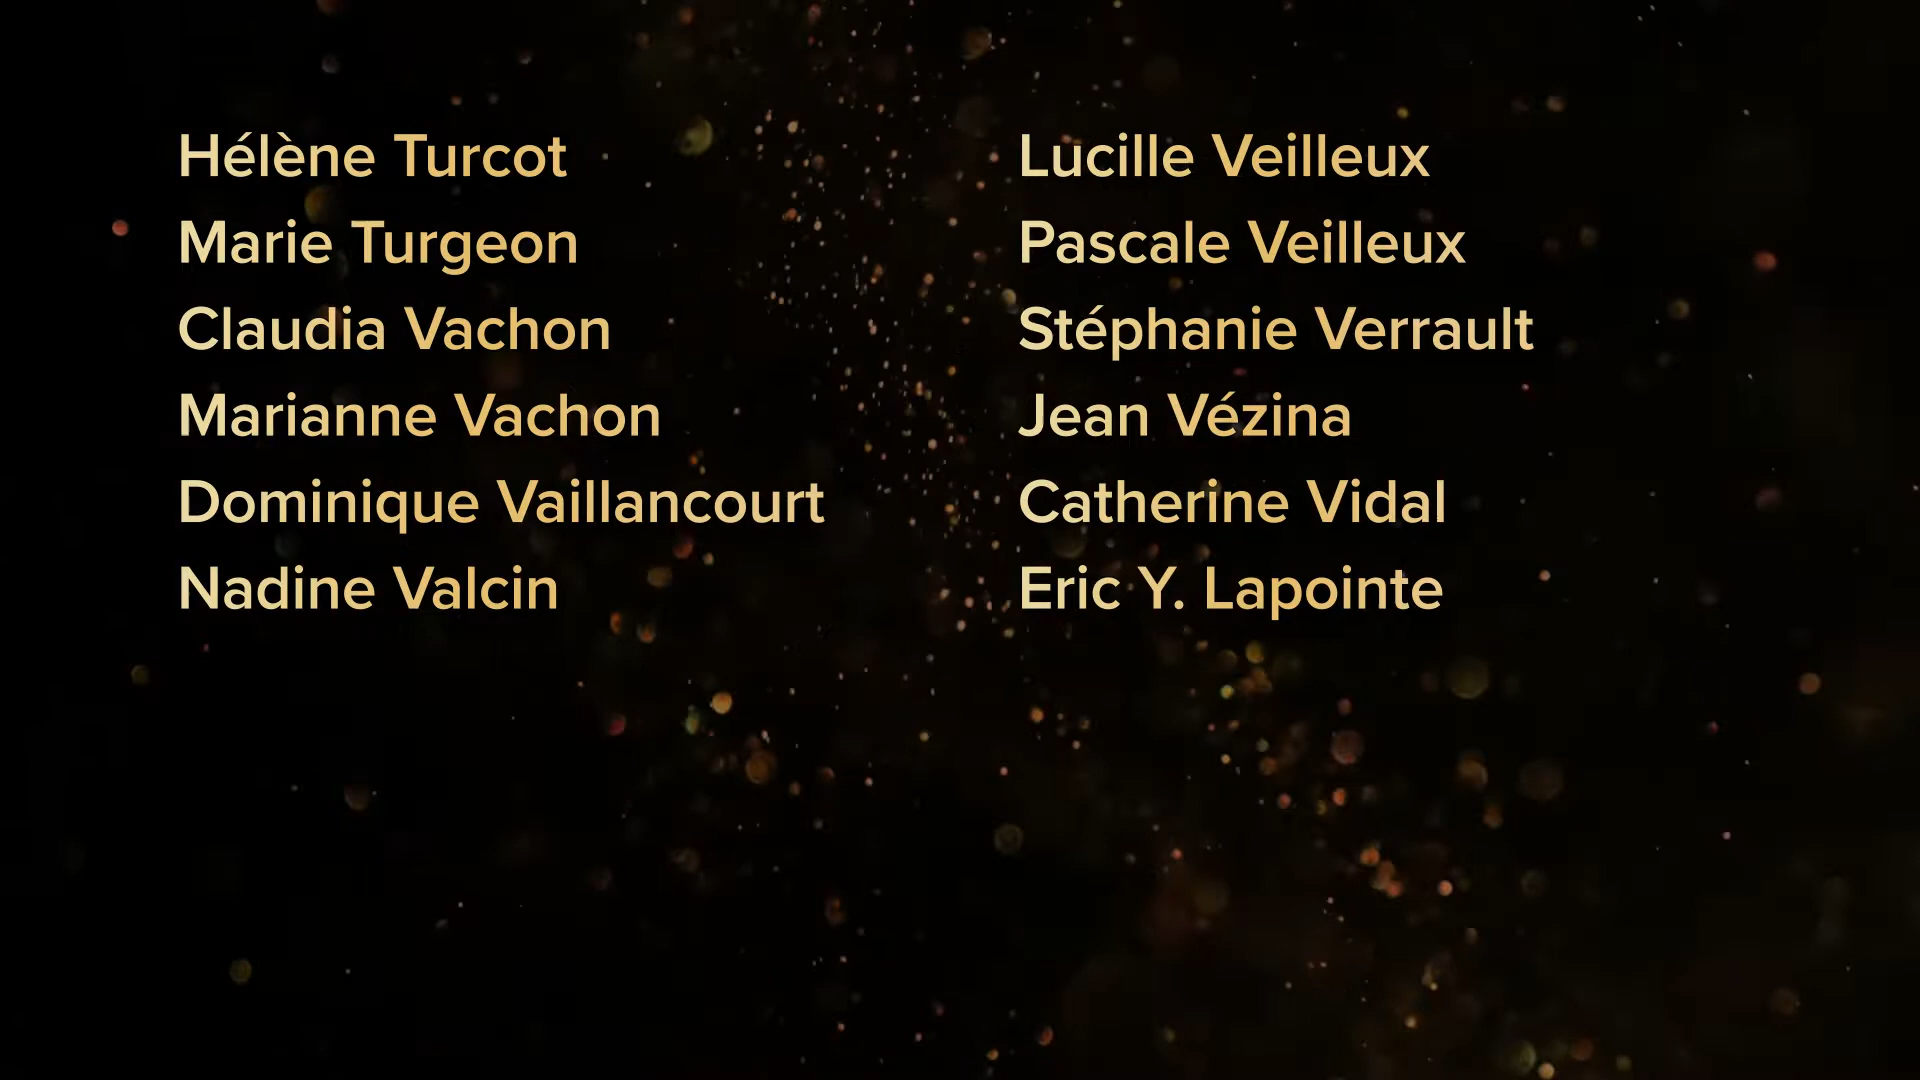 Hélène Turcot
Marie Turgeon
Claudia Vachon
Marianne Vachon
Dominique Vaillancourt
Nadine Valcin
Lucille Veilleux
Pascale Veilleux
Stéphanie Verrault
Jean Vézina
Catherine Vidal
Eric Y. Lapointe